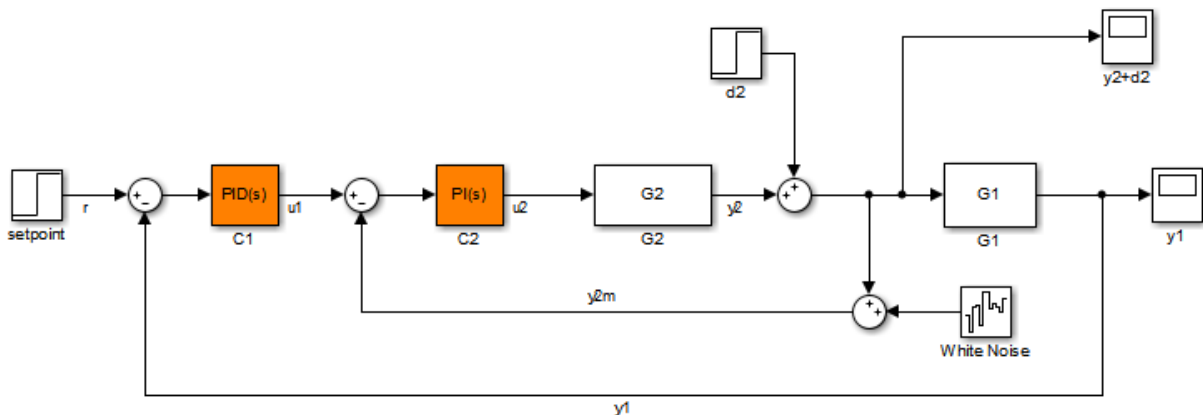 d2
y2+d2
setpoint
r
PID(s)
C1
u1
PI(s)
C2
u2
G2
G2
y2
G1
G1
y1
y2m
White Noise
y1